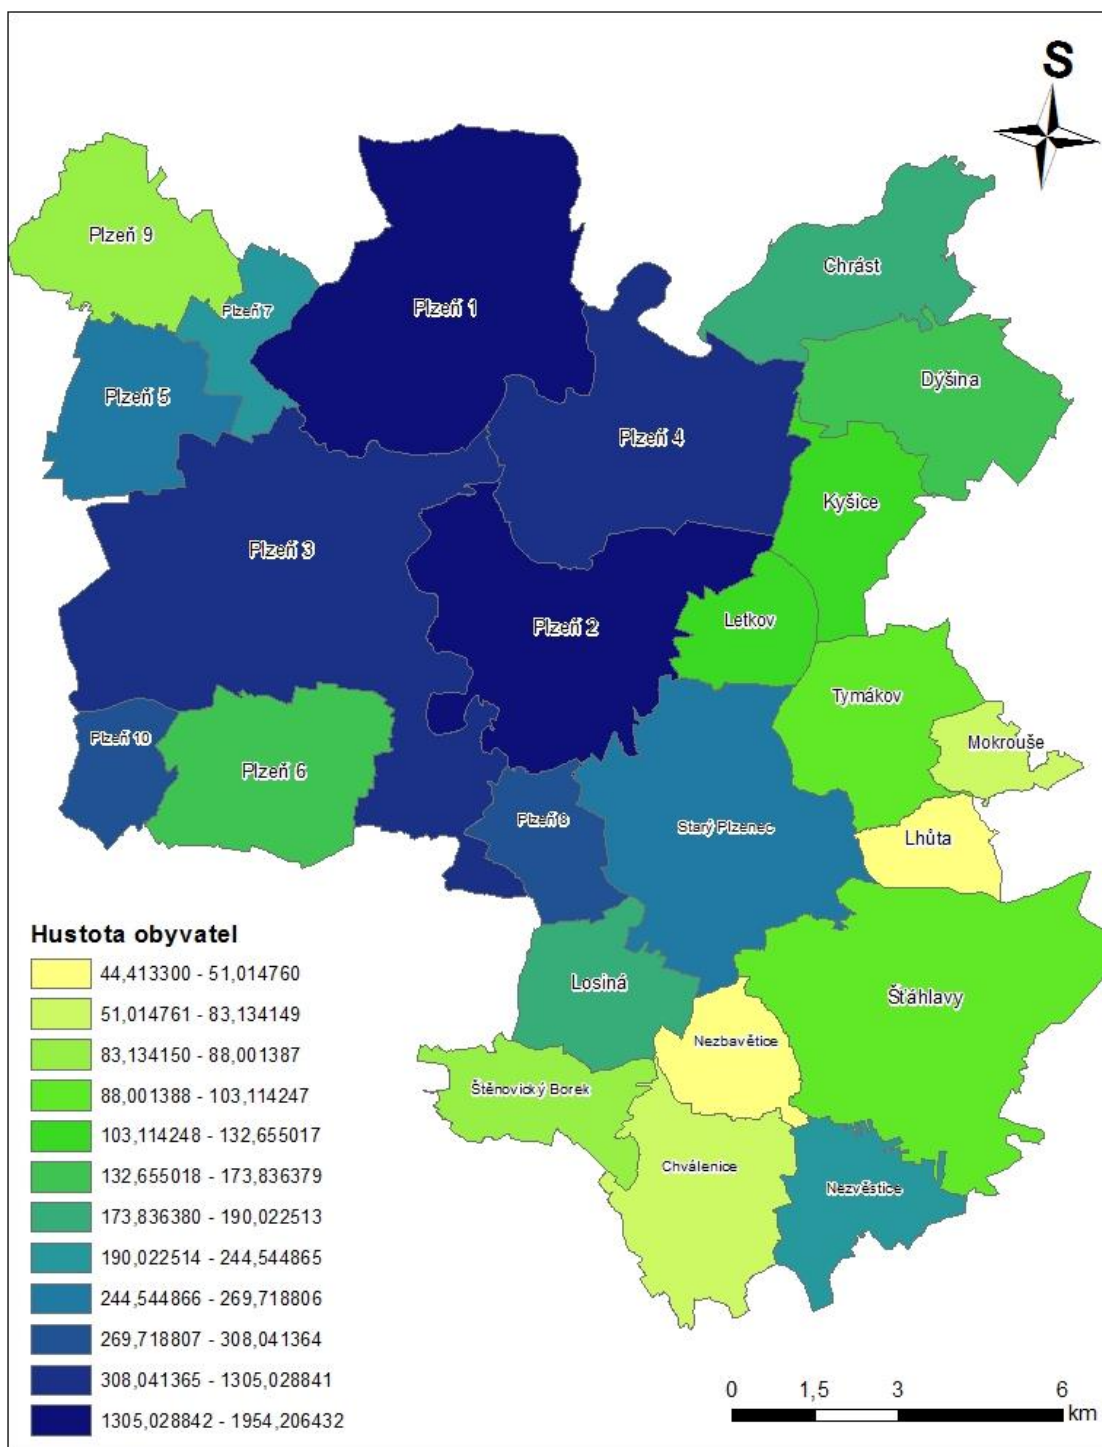 S
Plzeň 9
Chrást
Plzeň 7
Plzeň 1
Dýšina
Plzeň 5
Plzeň 4
Kyšice
Plzeň 3
Letkov
Plzeň 2
Tymákov
Plzeň 10
Mokrouše
Plzeň 6
Plzeň 8
Starý Plzenec
Lhůta
Losiná
Šťáhlavy
Nezbavětice
Štěnovický Borek
Chválenice
Nezvěstice
Hustota obyvatel
44,413300 - 51,014760
51,014761 - 83,134149
83,134150 - 88,001387
88,001388 - 103,114247
103,114248 - 132,655017
132,655018 - 173,836379
173,836380 - 190,022513
190,022514 - 244,544865
244,544866 - 269,718806
269,718807 - 308,041364
308,041365 - 1305,028841
1305,028842 - 1954,206432
0 1,5 3 6
km